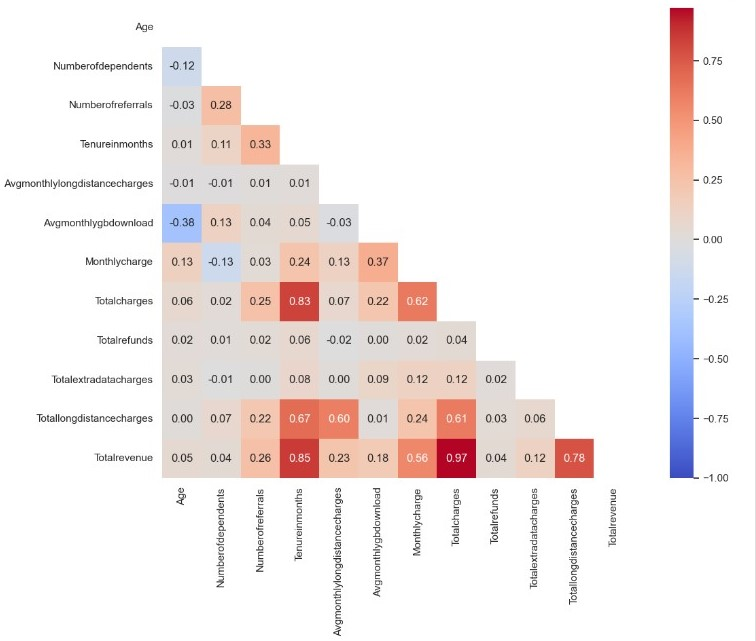 Age
Numberofdependents -0.12
Numberofreferrals -0.03 0.28
Tenureinmonths 0.01 0.11 0.33
Avgmonthlylongdistancecharges -0.01 -0.01 0.01 0.01
Avgmonthlygbdownload -0.38 0.13 0.04 0.05 -0.03
Monthlycharge 0.13 -0.13 0.03 0.24 0.13 0.37
Totalcharges 0.06 0.02 0.25 0.83 0.07 0.22 0.62
Totalrefunds 0.02 0.01 0.02 0.06 -0.02 0.00 0.02 0.04
Totalextradatacharges 0.03 -0.01 0.00 0.08 0.00 0.09 0.12 0.12 0.02
Totallongdistancecharges 0.00 0.07 0.22 0.67 0.60 0.01 0.24 0.61 0.03 0.06
Totalrevenue 0.05 0.04 0.26 0.85 0.23 0.18 0.56 0.97 0.04 0.12 0.78
Age
Numberofdependents
Numberofreferrals
Tenureinmonths
Avgmonthlylongdistancecharges
Avgmonthlygbdownload
Monthlycharge
Totalcharges
Totalrefunds
Totalextradatacharges
Totallongdistancecharges
Totalrevenue
0.75
0.50
0.25
0.00
−0.25
−0.50
−0.75
−1.00